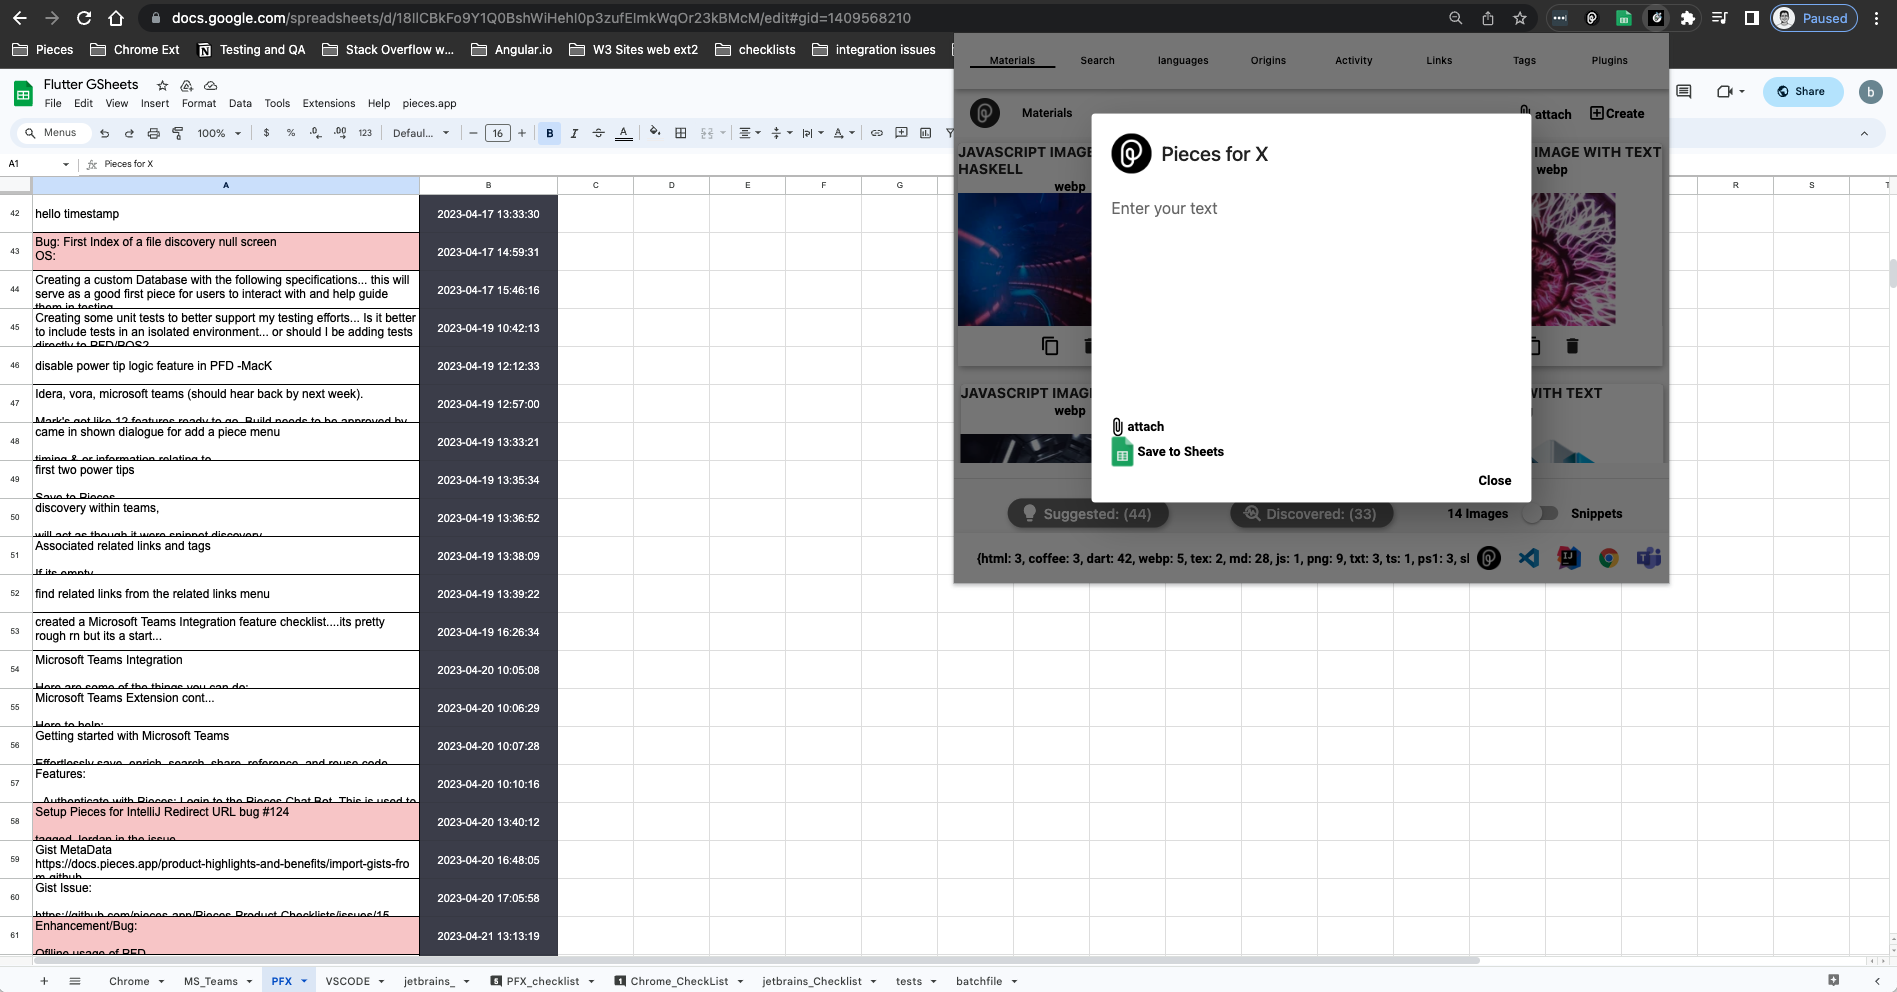 docs.google.com/spreadsheets/d/18IlCBkFo9Y1Q0BshWiHehl0p3zufElmkWqOr23kBMcM/edit#gid=1409568210
Paused
Pieces
Chrome Ext
Testing and QA
Stack Overflow w...
Angular.io
W3 Sites web ext2
checklists
integration issues
Flutter GSheets
File Edit View Insert Format Data Tools Extensions Help pieces.app
Share
b
Menus
100%
$ % .0 .00 123
Defaul...
16
B I A
A1
fx Pieces for X
A B C D E F G R S T
42 hello timestamp 2023-04-17 13:33:30
43 Bug: First Index of a file discovery null screen
OS:
2023-04-17 14:59:31
44 Creating a custom Database with the following specifications... this will
serve as a good first piece for users to interact with and help guide
them in testing
2023-04-17 15:46:16
45 Creating some unit tests to better support my testing efforts... Is it better
to include tests in an isolated environment... or should I be adding tests
directly to PFD/POS?
2023-04-19 10:42:13
46 disable power tip logic feature in PFD -MacK 2023-04-19 12:12:33
47 Idera, vora, microsoft teams (should hear back by next week).
Mark's got like 12 features ready to go. Build needs to be approved by
2023-04-19 12:57:00
48 came in shown dialogue for add a piece menu
timing & or information relating to
2023-04-19 13:33:21
49 first two power tips
Save to Pieces
2023-04-19 13:35:34
50 discovery within teams,
will act as though it were snippet discovery
2023-04-19 13:36:52
51 Associated related links and tags
If its empty
2023-04-19 13:38:09
52 find related links from the related links menu 2023-04-19 13:39:22
53 created a Microsoft Teams Integration feature checklist....its pretty
rough rn but its a start...
2023-04-19 16:26:34
54 Microsoft Teams Integration
Here are some of the things you can do:
2023-04-20 10:05:08
55 Microsoft Teams Extension cont...
Here to help:
2023-04-20 10:06:29
56 Getting started with Microsoft Teams
Effortlessly save, enrich, search, share, reference, and reuse code
2023-04-20 10:07:28
57 Features:
Authenticate with Pieces: Login to the Pieces Chat Bot. This is used to
2023-04-20 10:10:16
58 Setup Pieces for IntelliJ Redirect URL bug #124
tagged Jordan in the issue
2023-04-20 13:40:12
59 Gist MetaData
https://docs.pieces.app/product-highlights-and-benefits/import-gists-fro
m-github
2023-04-20 16:48:05
60 Gist Issue:
https://github.com/pieces-app/Pieces-Product-Checklists/issues/15
2023-04-20 17:05:58
61 Enhancement/Bug:
Offline usage of PFD
2023-04-21 13:13:19
Materials Search languages Origins Activity Links Tags Plugins
Materials
attach
Create
JAVASCRIPT IMAGE
HASKELL
webp
IMAGE WITH TEXT
webp
JAVASCRIPT IMAGE
webp
WITH TEXT
Pieces for X
Enter your text
attach
Save to Sheets
Close
Suggested: (44)
Discovered: (33)
14 Images
Snippets
{html: 3, coffee: 3, dart: 42, webp: 5, tex: 2, md: 28, js: 1, png: 9, txt: 3, ts: 1, ps1: 3, sl
Chrome MS_Teams PFX VSCODE jetbrains_ 5 PFX_checklist 1 Chrome_CheckList jetbrains_Checklist tests batchfile